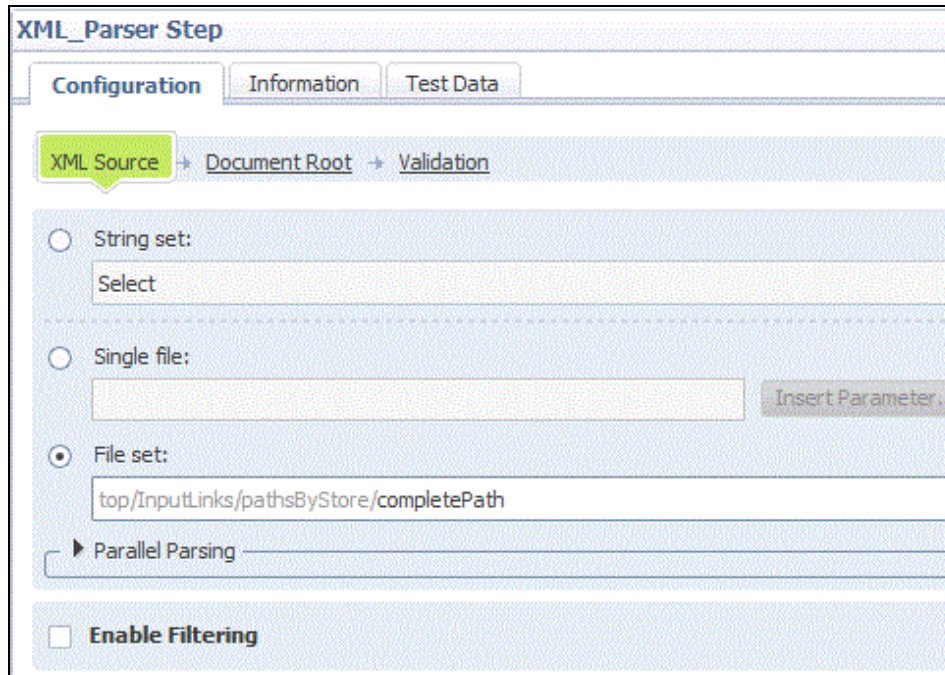 XML_Parser Step
Configuration Information Test Data
XML Source Document Root Validation
String set:
Select
Single file:
Insert Parameter.
File set:
top/InputLinks/pathsByStore/completePath
Parallel Parsing
Enable Filtering